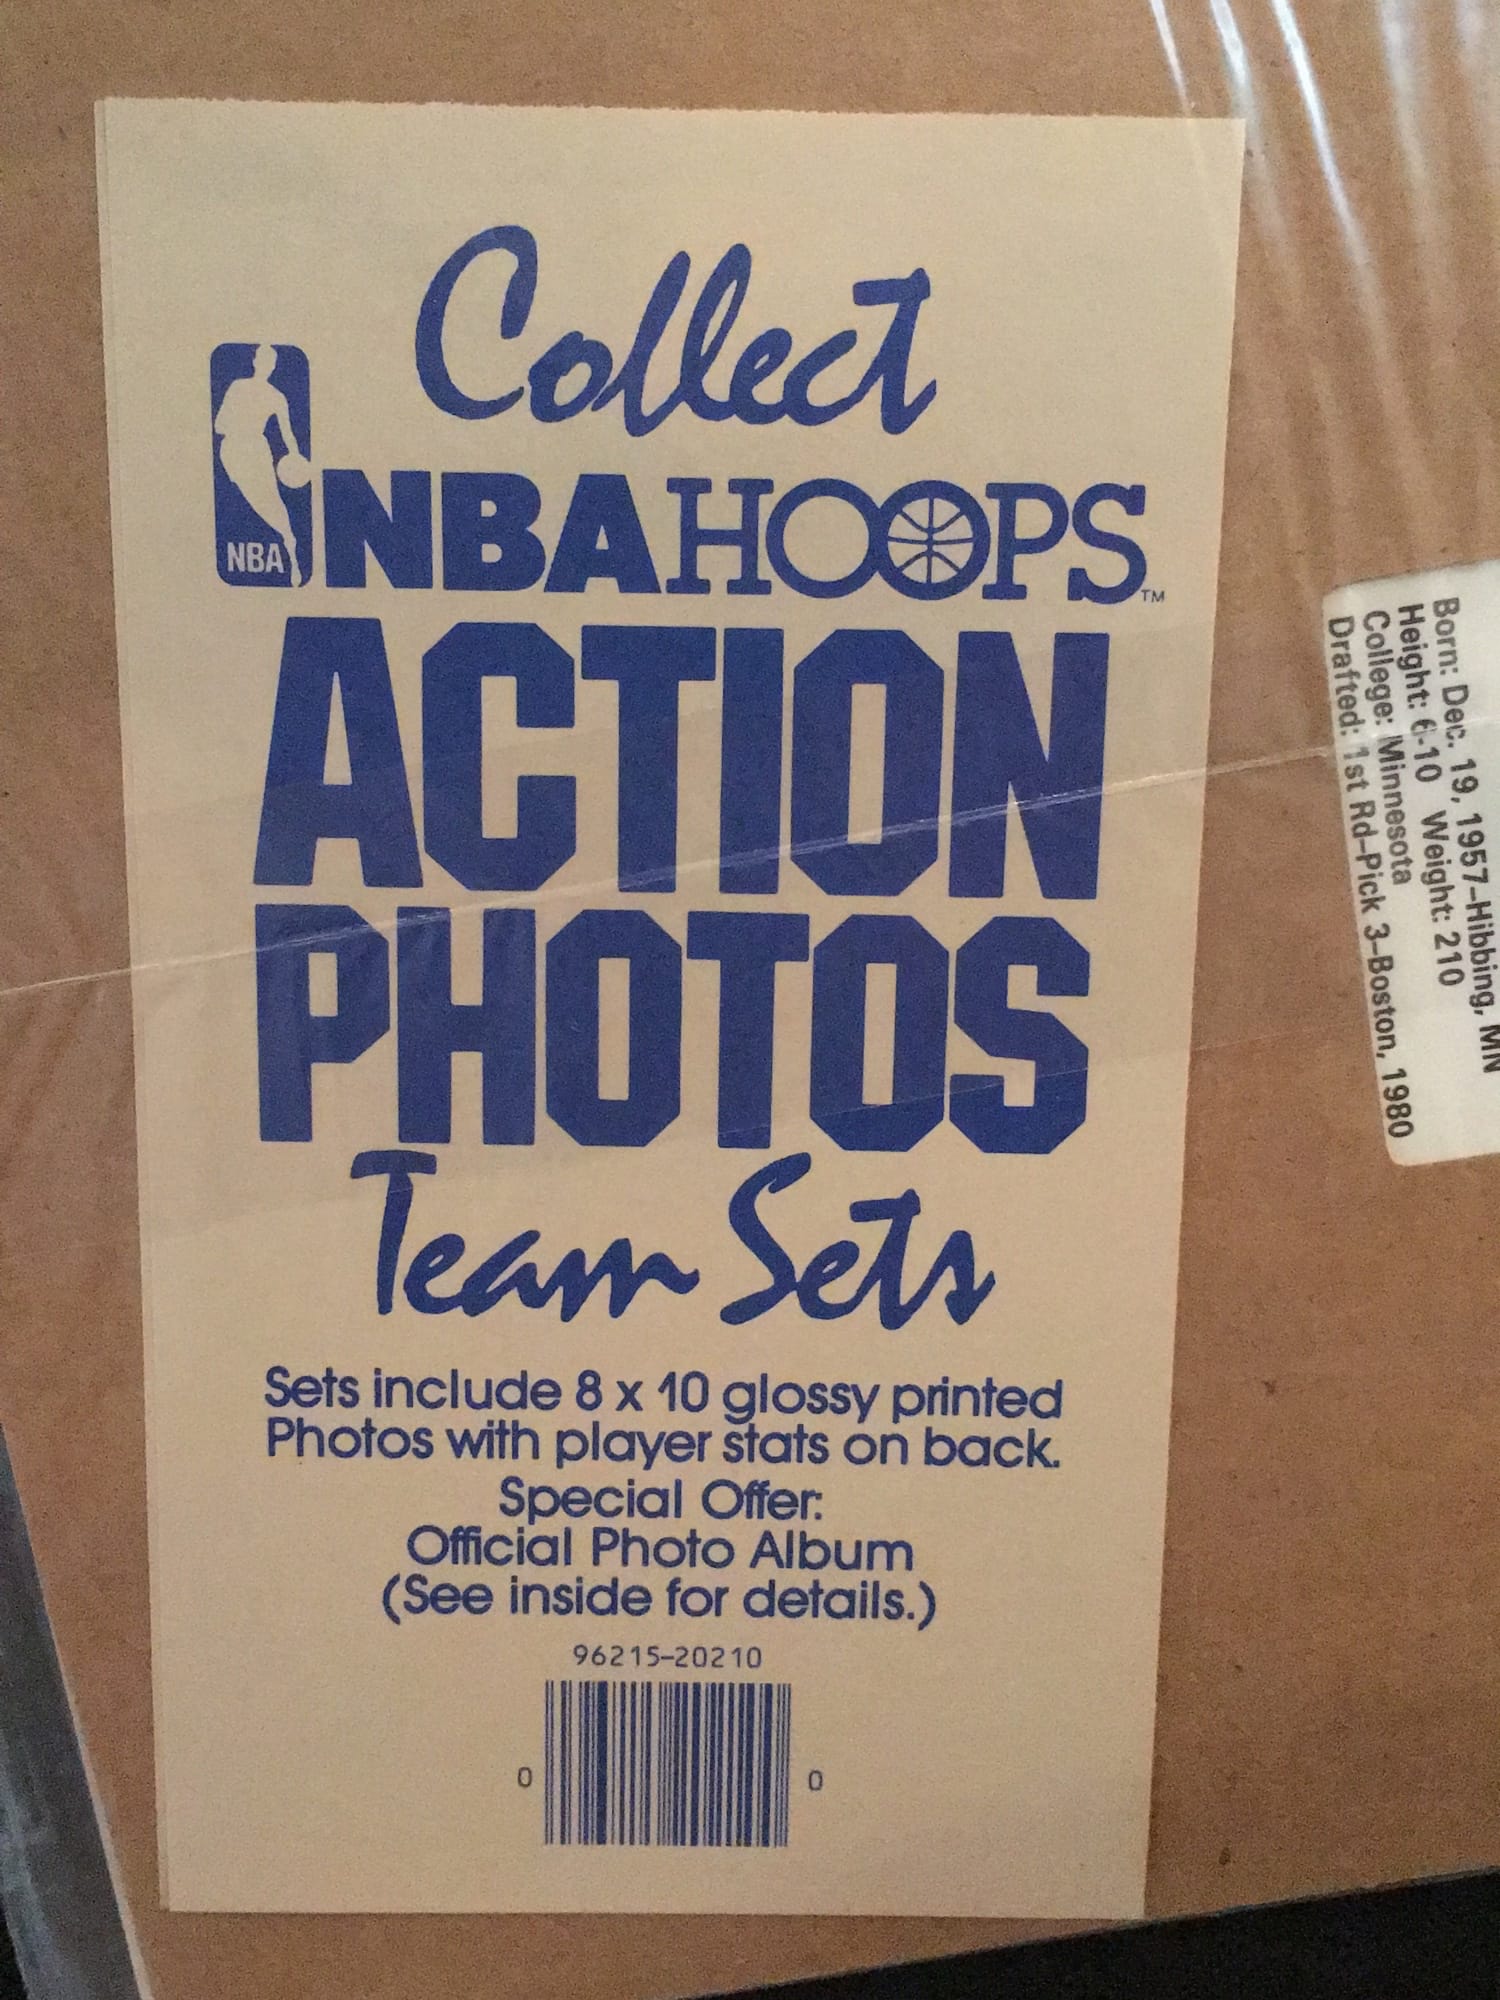 Collect
NBA
NBAHOOPS™
ACTION
PHOTOS
Team Sets
Sets include 8 x 10 glossy printed
Photos with player stats on back.
Special Offer:
Official Photo Album
(See inside for details.)
96215-20210
0 0
Born: Dec. 19, 1957-Hibbing, MN
Height: 6-10 Weight: 210
College: Minnesota
Drafted: 1st Rd-Pick 3-Boston, 1980